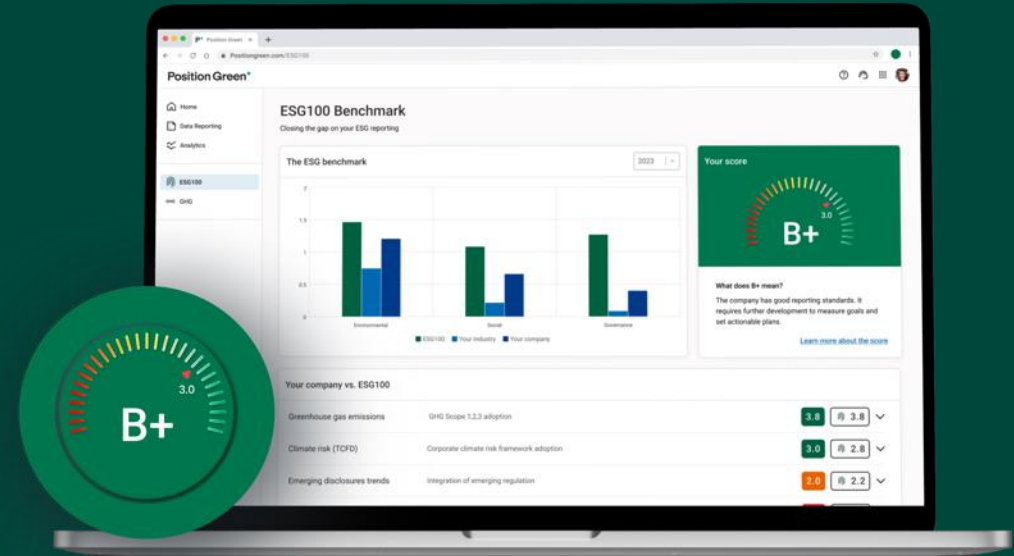 Position Green
Positiongreen.com/ESG100
Position Green
Home
Data Reporting
Analytics
ESG100
GHG
ESG100 Benchmark
Closing the gap on your ESG reporting
The ESG benchmark
2023
2
1.5
1
0.5
0
Environmental
Social
Governance
ESG100
Your industry
Your company
Your score
3.0
B+
What does B+ mean?
The company has good reporting standards. It
requires further development to measure goals and
set actionable plans.
Learn more about the score
Your company vs. ESG100
Greenhouse gas emissions GHG Scope 1,2,3 adoption 3.8 3.8
Climate risk (TCFD) Corporate climate risk framework adoption 3.0 2.8
Emerging disclosures trends Integration of emerging regulation 2.0 2.2
3.0
B+